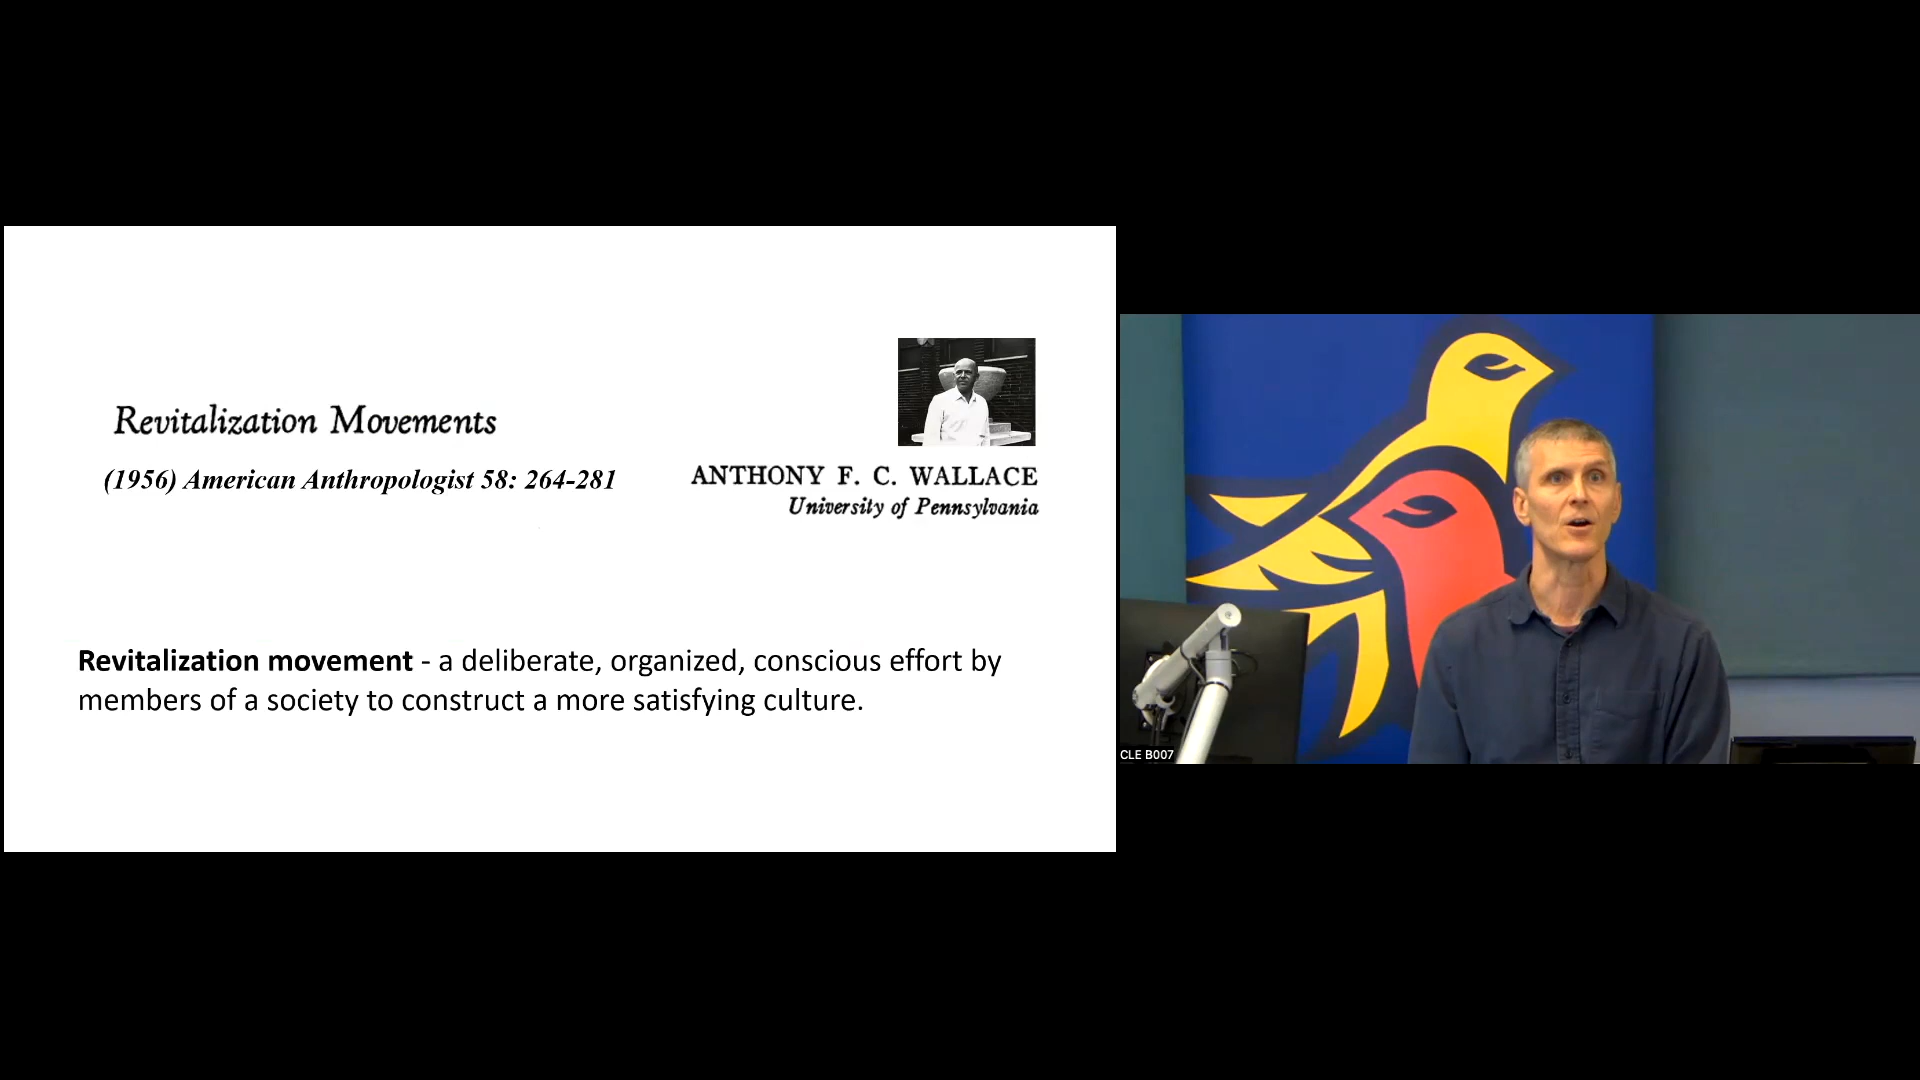 Revitalization Movements
(1956) American Anthropologist 58: 264-281
ANTHONY F. C. WALLACE
University of Pennsylvania
Revitalization movement - a deliberate, organized, conscious effort by
members of a society to construct a more satisfying culture.
CLE B007